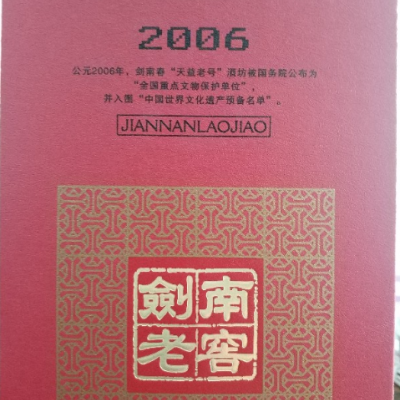 2006
公元2006年，剑南春“天益老号”酒坊被国务院公布为
“全国重点文物保护单位”，
并入围“中国世界文化遗产预备名单”。
JIANNANLAOJIAO
劍南
老窖